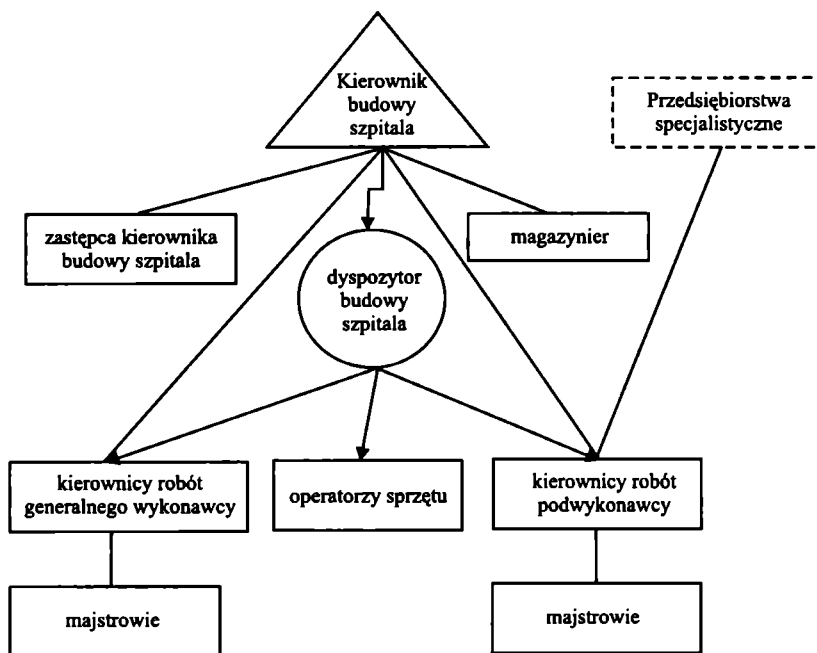 Kierownik
budowy
szpitala
Przedsiębiorstwa
specjalistyczne
zastępca kierownika
budowy szpitala
magazynier
dyspozytor
budowy
szpitala
kierownicy robót
generalnego wykonawcy
operatorzy sprzętu
kierownicy robót
podwykonawcy
majstrowie
majstrowie